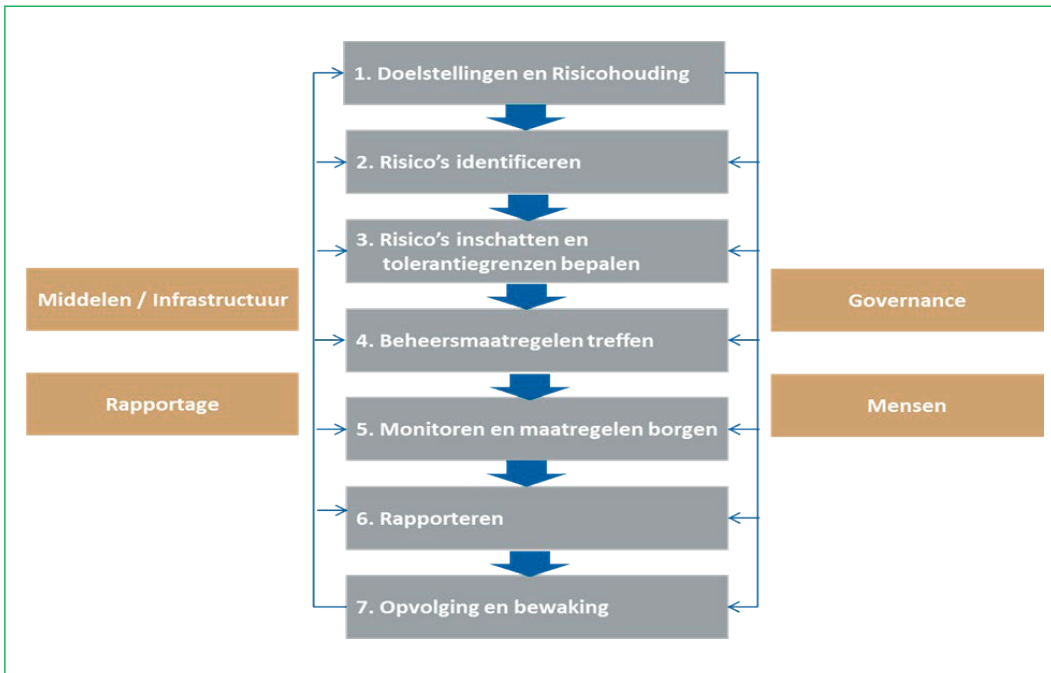 1. Doelstellingen en Risicohouding
2. Risico’s identificeren
3. Risico’s inschatten en
tolerantiegrenzen bepalen
4. Beheersmaatregelen treffen
5. Monitoren en maatregelen borgen
6. Rapporteren
7. Opvolging en bewaking
Middelen / Infrastructuur
Rapportage
Governance
Mensen